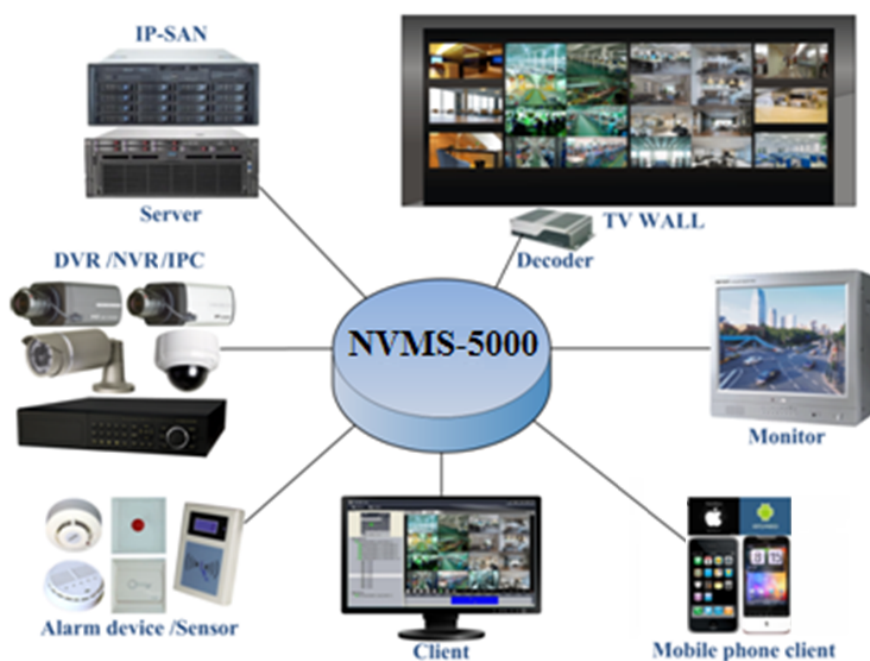 IP-SAN
Server
TV WALL
Decoder
DVR /NVR/IPC
NVMS-5000
Monitor
Alarm device /Sensor
Client
Mobile phone client